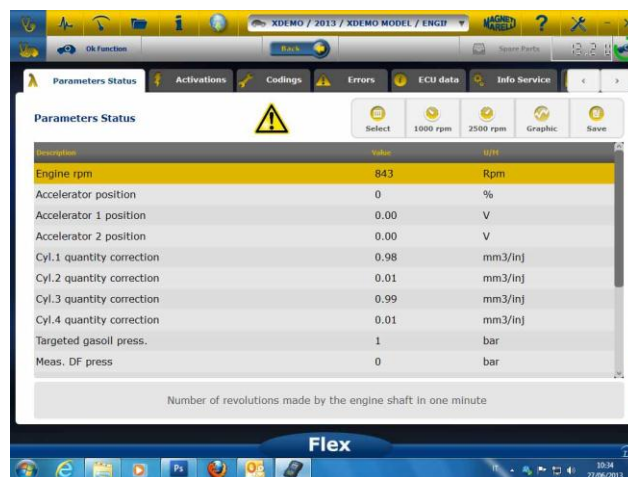 XDEMO / 2013 / XDEMO MODEL / ENGIN
MAGNETI
MARELLI
?
Ok Function
Back
Spare Parts
Parameters Status
Activations
Codings
Errors
ECU data
Info Service
Parameters Status
Select
1000 rpm
2500 rpm
Graphic
Save
Description Value U/M
Engine rpm 843 Rpm
Accelerator position 0 %
Accelerator 1 position 0.00 V
Accelerator 2 position 0.00 V
Cyl.1 quantity correction 0.98 mm3/inj
Cyl.2 quantity correction 0.01 mm3/inj
Cyl.3 quantity correction 0.99 mm3/inj
Cyl.4 quantity correction 0.01 mm3/inj
Targeted gasoil press. 1 bar
Meas. DF press 0 bar
Number of revolutions made by the engine shaft in one minute
Flex
Ps
IT
10:34
27/06/2013